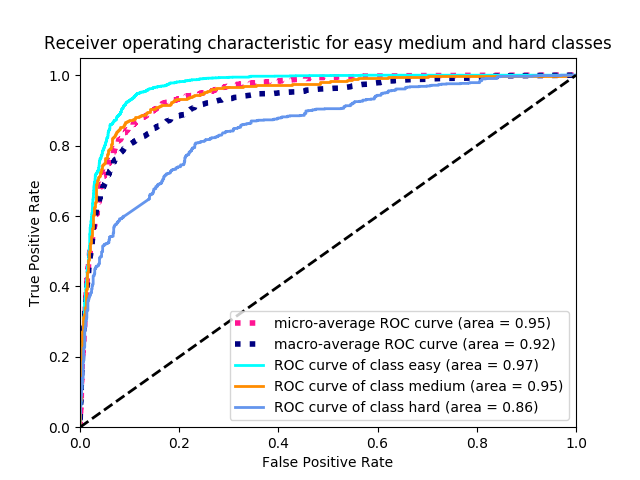 Receiver operating characteristic for easy medium and hard classes
1.0
0.8
0.6
0.4
0.2
0.0
True Positive Rate
micro-average ROC curve (area = 0.95)
macro-average ROC curve (area = 0.92)
ROC curve of class easy (area = 0.97)
ROC curve of class medium (area = 0.95)
ROC curve of class hard (area = 0.86)
0.0 0.2 0.4 0.6 0.8 1.0
False Positive Rate